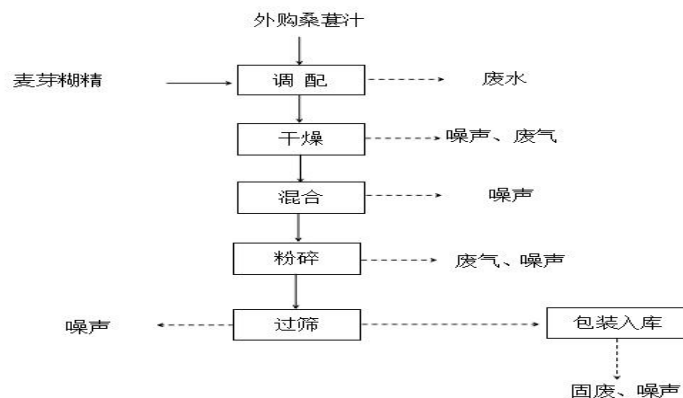 外购桑葚汁
麦芽糊精
调 配
废水
干燥
噪声、废气
混合
噪声
粉碎
废气、噪声
噪声
过筛
包装入库
固废、噪声